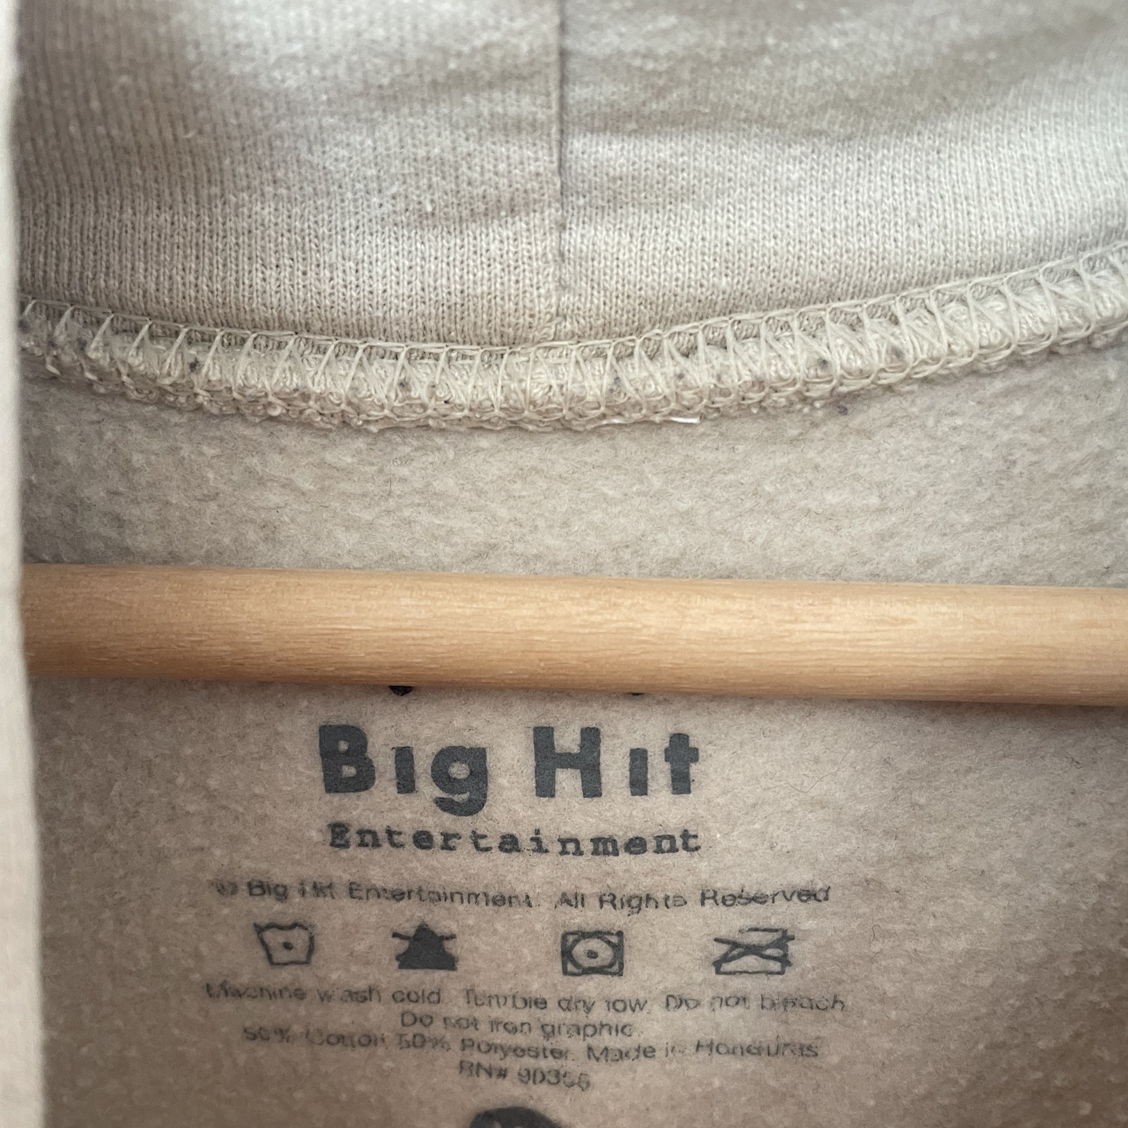 Big Hit
Entertainment
© Big Hit Entertainment. All Rights Reserved
Machine wash cold. Tumble dry low. Do not bleach
Do not iron graphic.
50% Cotton 50% Polyester. Made in Honduras
RN#